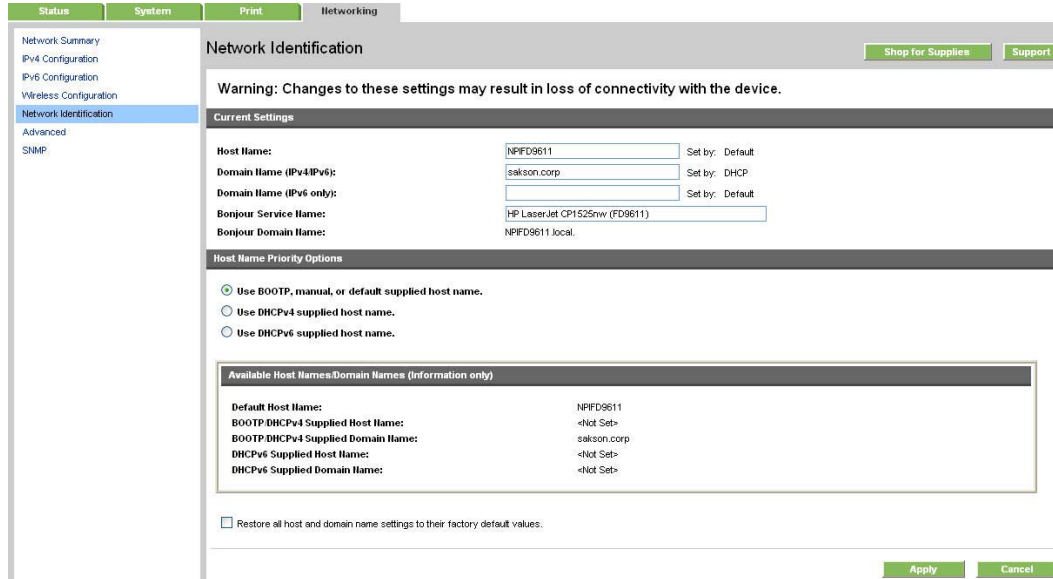 Status System Print Networking
Network Summary
IPv4 Configuration
IPv6 Configuration
Wireless Configuration
Network Identification
Advanced
SNMP
Network Identification
Shop for Supplies Support
Warning: Changes to these settings may result in loss of connectivity with the device.
Current Settings
Host Name: NPIFD9611 Set by: Default
Domain Name (IPv4/IPv6): sakson.corp Set by: DHCP
Domain Name (IPv6 only): Set by: Default
Bonjour Service Name: HP LaserJet CP1525nw (FD9611)
Bonjour Domain Name: NPIFD9611.local.
Host Name Priority Options
Use BOOTP, manual, or default supplied host name.
Use DHCPv4 supplied host name.
Use DHCPv6 supplied host name.
Available Host Names/Domain Names (Information only)
Default Host Name: NPIFD9611
BOOTP/DHCPv4 Supplied Host Name: <Not Set>
BOOTP/DHCPv4 Supplied Domain Name: sakson.corp
DHCPv6 Supplied Host Name: <Not Set>
DHCPv6 Supplied Domain Name: <Not Set>
Restore all host and domain name settings to their factory default values.
Apply Cancel